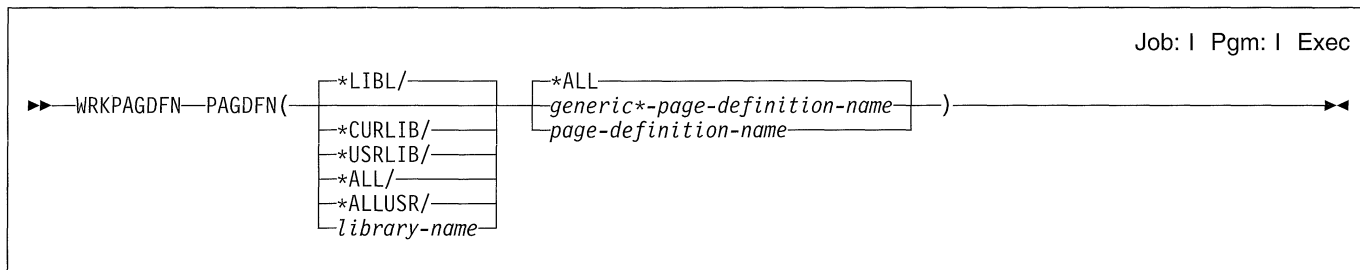 Job: I Pgm: I Exec
*LIBL/ *ALL
WRKPAGDFN PAGDFN( generic*-page-definition-name )
*CURLIB/ page-definition-name
*USRLIB/
*ALL/
*ALLUSR/
library-name